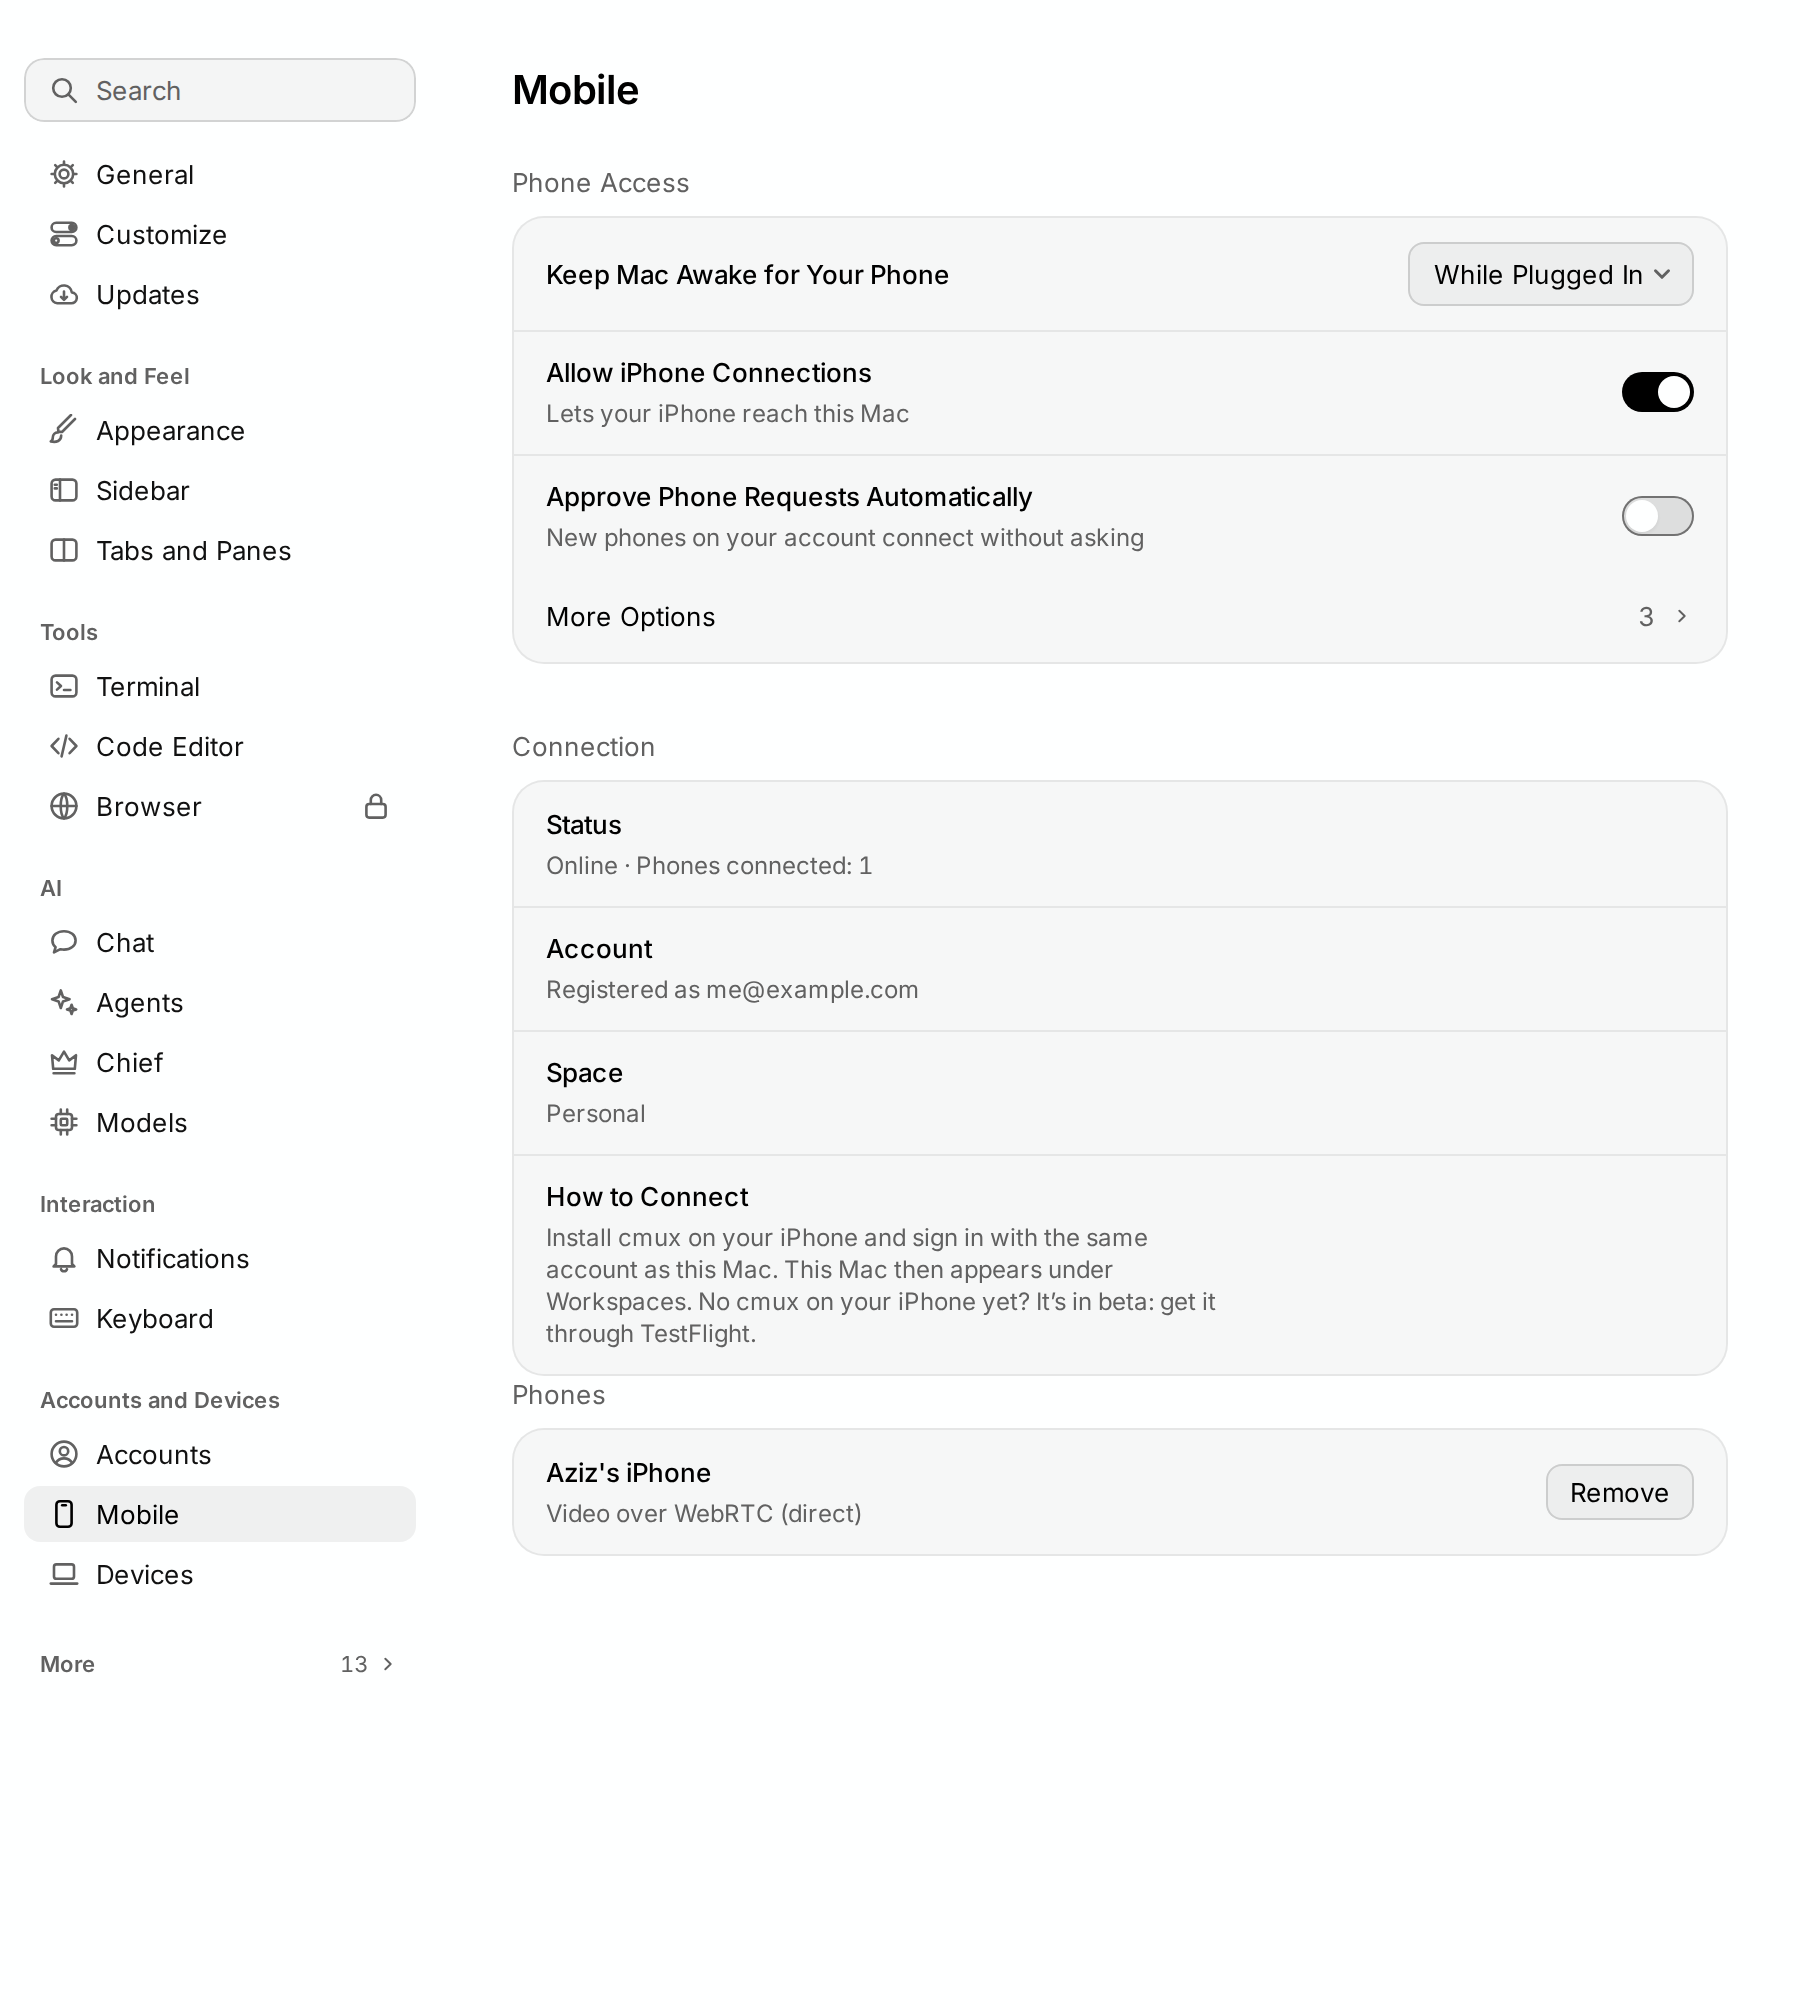 Search
General
Customize
Updates
Look and Feel
Appearance
Sidebar
Tabs and Panes
Tools
Terminal
Code Editor
Browser
AI
Chat
Agents
Chief
Models
Interaction
Notifications
Keyboard
Accounts and Devices
Accounts
Mobile
Devices
More 13
Mobile
Phone Access
Keep Mac Awake for Your Phone While Plugged In
Allow iPhone Connections
Lets your iPhone reach this Mac
Approve Phone Requests Automatically
New phones on your account connect without asking
More Options 3
Connection
Status
Online · Phones connected: 1
Account
Registered as me@example.com
Space
Personal
How to Connect
Install cmux on your iPhone and sign in with the same
account as this Mac. This Mac then appears under
Workspaces. No cmux on your iPhone yet? It’s in beta: get it
through TestFlight.
Phones
Aziz's iPhone
Video over WebRTC (direct)
Remove